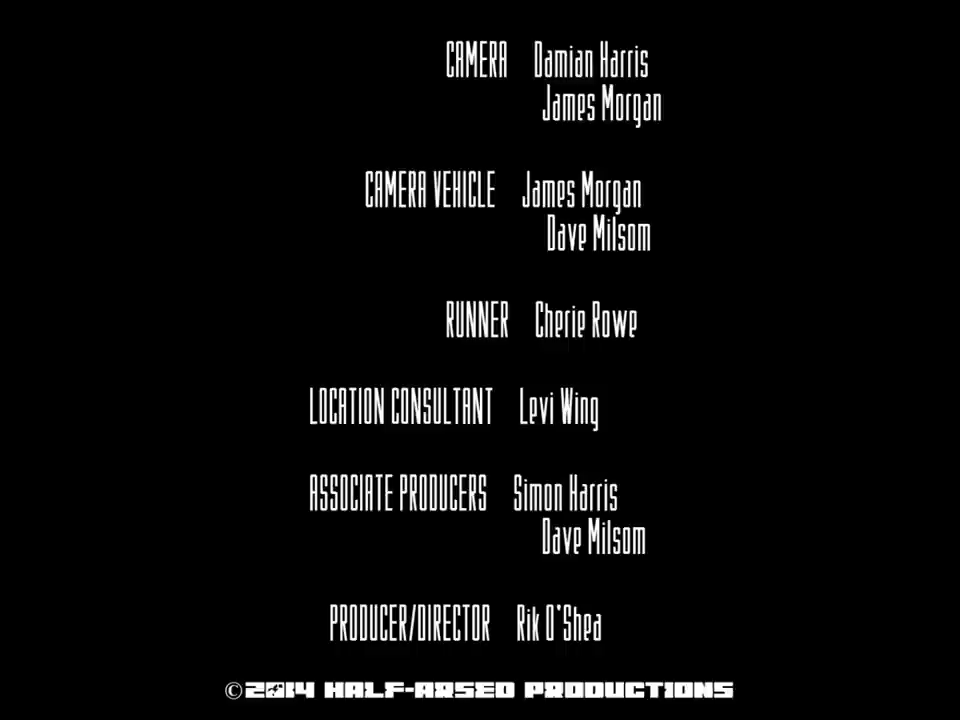 CAMERA Damian Harris
James Morgan
CAMERA VEHICLE James Morgan
Dave Milsom
RUNNER Cherie Rowe
LOCATION CONSULTANT Levi Wing
ASSOCIATE PRODUCERS Simon Harris
Dave Milsom
PRODUCER/DIRECTOR Rik O'Shea
©2014 HALF-ARSED PRODUCTIONS